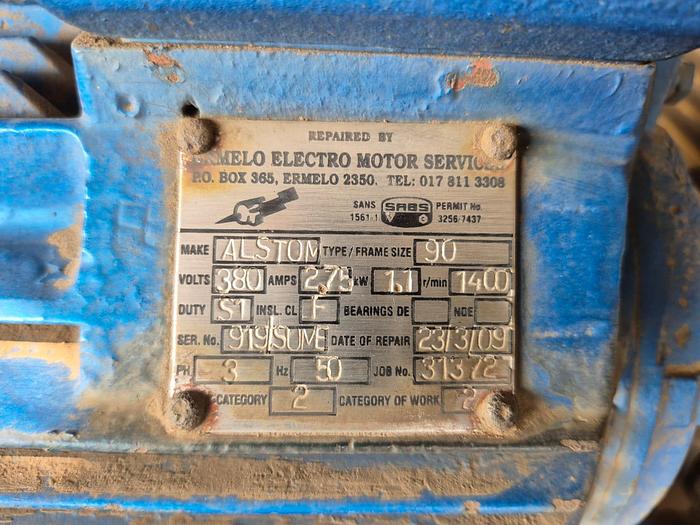 REPAIRED BY
ERMELO ELECTRO MOTOR SERVICES
P.O. BOX 365, ERMELO 2350. TEL: 017 811 3308
SANS 1561-1 SABS PERMIT No. 3256/7437
MAKE ALSTOM TYPE / FRAME SIZE 90
VOLTS 380 AMPS 2.75 kW 1.1 r/min 1400
DUTY S1 INSL. CL F BEARINGS DE NDE
SER. No. 919/SUME DATE OF REPAIR 23/3/09
PH 3 Hz 50 JOB No. 31372
CATEGORY 2 CATEGORY OF WORK 2